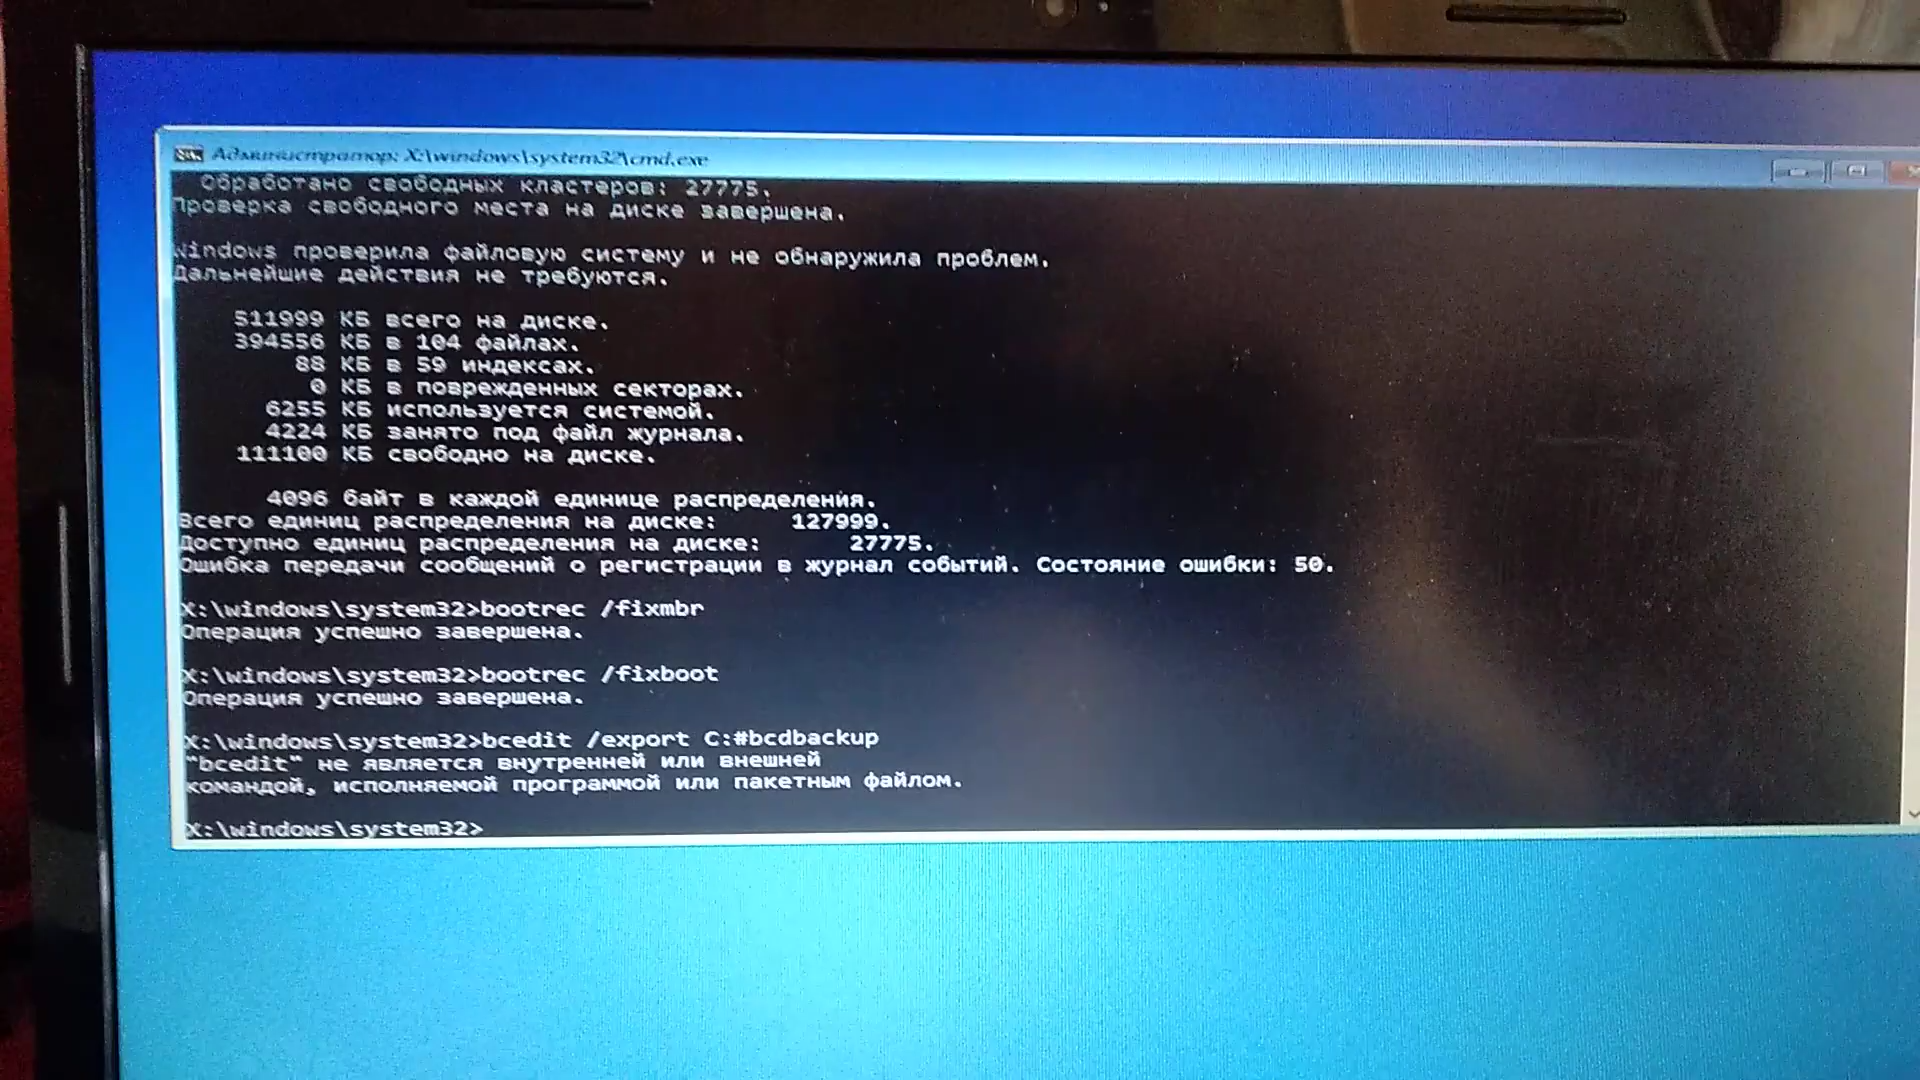 Администратор: X:\windows\system32\cmd.exe
Обработано свободных кластеров: 27775.
Проверка свободного места на диске завершена.
Windows проверила файловую систему и не обнаружила проблем.
Дальнейшие действия не требуются.
511999 КБ всего на диске.
394556 КБ в 104 файлах.
88 КБ в 59 индексах.
0 КБ в поврежденных секторах.
6255 КБ используется системой.
4224 КБ занято под файл журнала.
111100 КБ свободно на диске.
4096 байт в каждой единице распределения.
Всего единиц распределения на диске: 127999.
Доступно единиц распределения на диске: 27775.
Ошибка передачи сообщений о регистрации в журнал событий. Состояние ошибки: 50.
X:\windows\system32>bootrec /fixmbr
Операция успешно завершена.
X:\windows\system32>bootrec /fixboot
Операция успешно завершена.
X:\windows\system32>bcedit /export C:#bcdbackup
"bcedit" не является внутренней или внешней
командой, исполняемой программой или пакетным файлом.
X:\windows\system32>